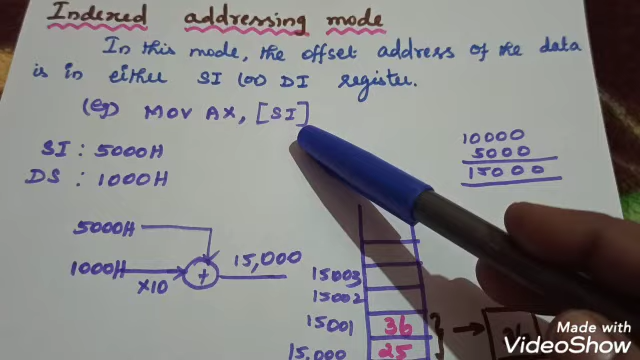 Indexed addressing mode
In this mode, the offset address of the data
is in either SI (or) DI register.
(eg) MOV AX, [SI]
SI : 5000H
DS : 1000H
10000
5000
15000
5000H
1000H
×10
+
15,000
15003
15002
15001 36
15,000 25
Made with
VideoShow